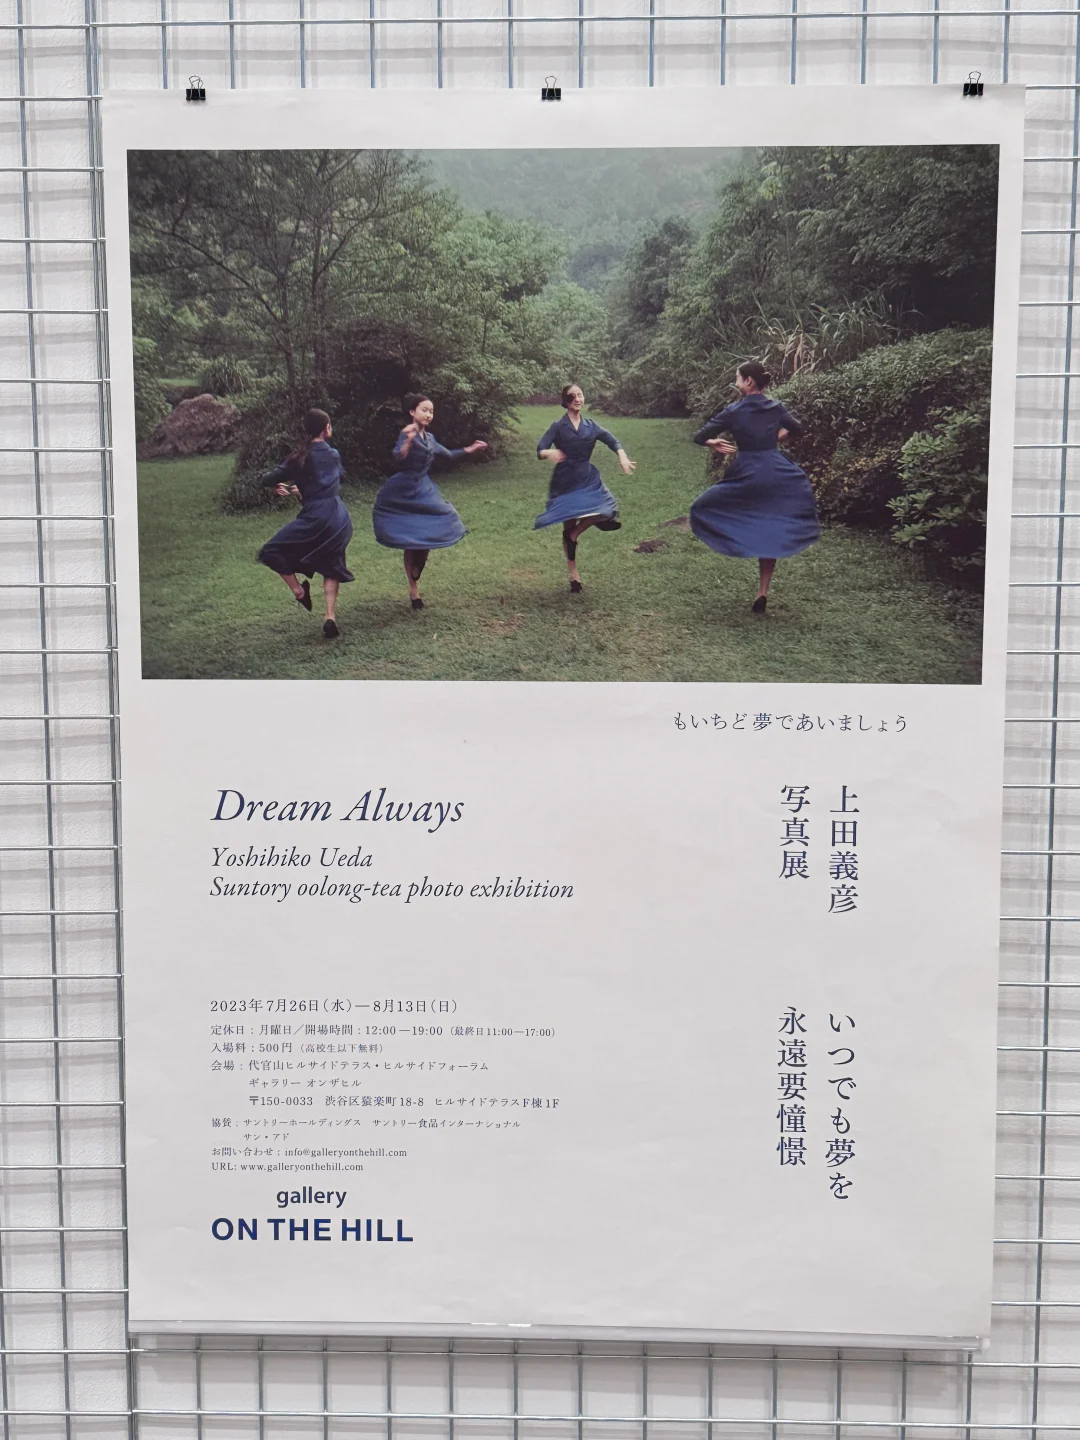 もいちど夢であいましょう
Dream Always
Yoshihiko Ueda
Suntory oolong-tea photo exhibition
上田義彦
写真展
いつでも夢を
永遠要憧憬
2023年7月26日(水)—8月13日(日)
定休日:月曜日/開場時間:12:00—19:00(最終日11:00—17:00)
入場料:500円(高校生以下無料)
会場:代官山ヒルサイドテラス・ヒルサイドフォーラム
ギャラリー オンザヒル
〒150-0033 渋谷区猿楽町18-8 ヒルサイドテラスF棟1F
協賛:サントリーホールディングス サントリー食品インターナショナル
サン・アド
お問い合わせ:info@galleryonthehill.com
URL: www.galleryonthehill.com
gallery
ON THE HILL